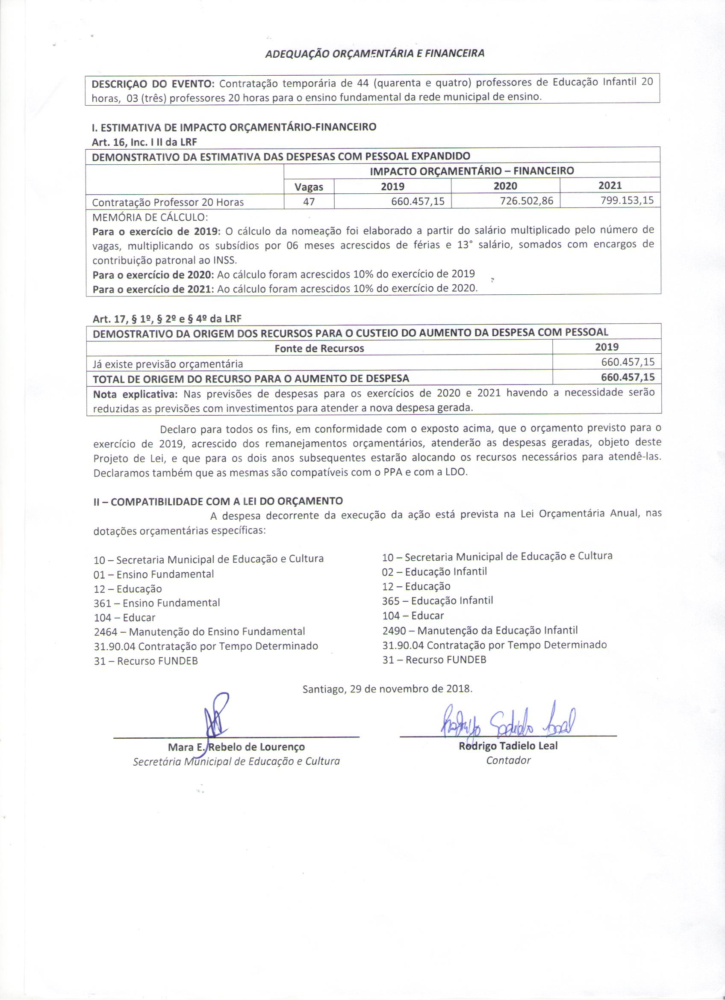 ADEQUAÇÃO ORÇAMENTÁRIA E FINANCEIRA
DESCRIÇAO DO EVENTO: Contratação temporária de 44 (quarenta e quatro) professores de Educação Infantil 20
horas, 03 (três) professores 20 horas para o ensino fundamental da rede municipal de ensino.
I. ESTIMATIVA DE IMPACTO ORÇAMENTÁRIO-FINANCEIRO
Art. 16, Inc. I II da LRF
DEMONSTRATIVO DA ESTIMATIVA DAS DESPESAS COM PESSOAL EXPANDIDO
IMPACTO ORÇAMENTÁRIO – FINANCEIRO
Vagas 2019 2020 2021
Contratação Professor 20 Horas 47 660.457,15 726.502,86 799.153,15
MEMÓRIA DE CÁLCULO:
Para o exercício de 2019: O cálculo da nomeação foi elaborado a partir do salário multiplicado pelo número de
vagas, multiplicando os subsídios por 06 meses acrescidos de férias e 13° salário, somados com encargos de
contribuição patronal ao INSS.
Para o exercício de 2020: Ao cálculo foram acrescidos 10% do exercício de 2019
Para o exercício de 2021: Ao cálculo foram acrescidos 10% do exercício de 2020.
Art. 17, § 1º, § 2º e § 4º da LRF
DEMOSTRATIVO DA ORIGEM DOS RECURSOS PARA O CUSTEIO DO AUMENTO DA DESPESA COM PESSOAL
Fonte de Recursos 2019
Já existe previsão orçamentária 660.457,15
TOTAL DE ORIGEM DO RECURSO PARA O AUMENTO DE DESPESA 660.457,15
Nota explicativa: Nas previsões de despesas para os exercícios de 2020 e 2021 havendo a necessidade serão
reduzidas as previsões com investimentos para atender a nova despesa gerada.
Declaro para todos os fins, em conformidade com o exposto acima, que o orçamento previsto para o
exercício de 2019, acrescido dos remanejamentos orçamentários, atenderão as despesas geradas, objeto deste
Projeto de Lei, e que para os dois anos subsequentes estarão alocando os recursos necessários para atendê-las.
Declaramos também que as mesmas são compatíveis com o PPA e com a LDO.
II – COMPATIBILIDADE COM A LEI DO ORÇAMENTO
A despesa decorrente da execução da ação está prevista na Lei Orçamentária Anual, nas
dotações orçamentárias específicas:
10 – Secretaria Municipal de Educação e Cultura
01 – Ensino Fundamental
12 – Educação
361 – Ensino Fundamental
104 – Educar
2464 – Manutenção do Ensino Fundamental
31.90.04 Contratação por Tempo Determinado
31 – Recurso FUNDEB
10 – Secretaria Municipal de Educação e Cultura
02 – Educação Infantil
12 – Educação
365 – Educação Infantil
104 – Educar
2490 – Manutenção da Educação Infantil
31.90.04 Contratação por Tempo Determinado
31 – Recurso FUNDEB
Santiago, 29 de novembro de 2018.
Rodrigo Tadielo Leal
Mara E. Rebelo de Lourenço
Secretária Municipal de Educação e Cultura
Rodrigo Tadielo Leal
Contador